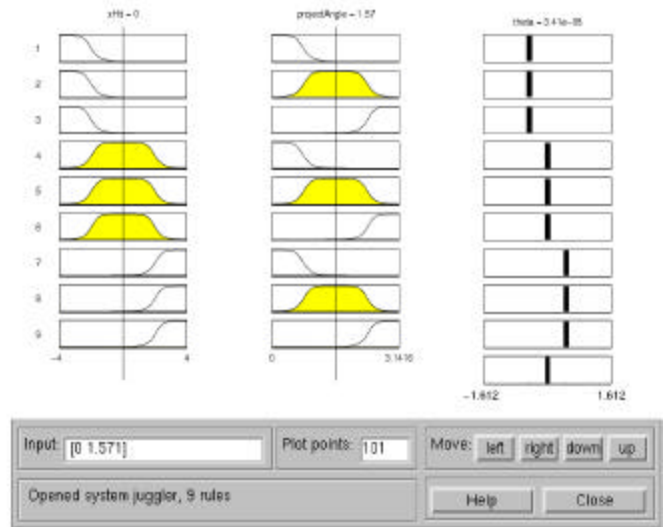 xHit = 0
projectAngle = 1.57
theta = 3.41e-05
1
2
3
4
5
6
7
8
9
-4
4
0
3.1416
-1.612
1.612
Input: [0 1.571]
Plot points: 101
Move: left right down up
Opened system juggler, 9 rules
Help
Close